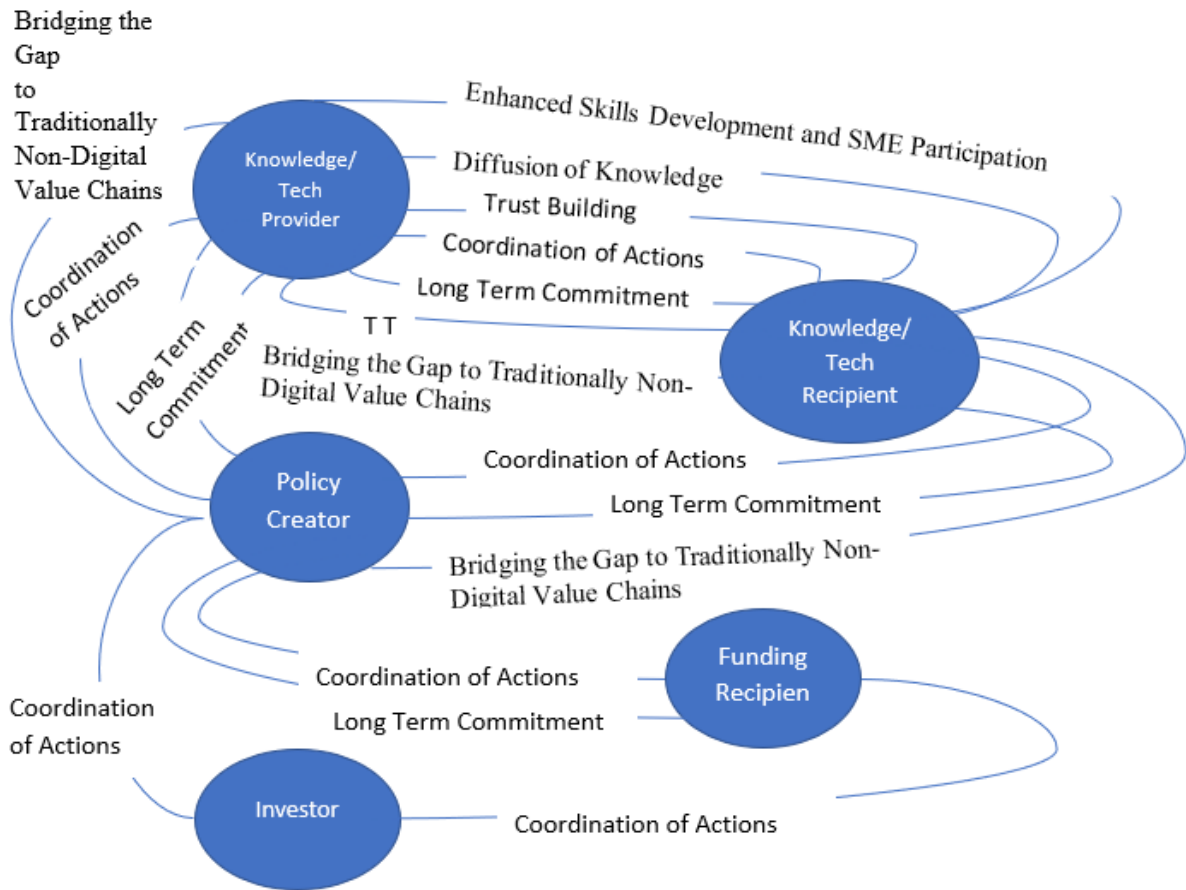 Bridging the
Gap
to
Traditionally
Non-Digital
Value Chains
Enhanced Skills Development and SME Participation
Knowledge/
Tech
Provider
Diffusion of Knowledge
Trust Building
Coordination of Actions
Long Term Commitment
Coordination
of Actions
Long Term
Commitment
T T
Bridging the Gap to Traditionally Non-
Digital Value Chains
Knowledge/
Tech
Recipient
Policy
Creator
Coordination of Actions
Long Term Commitment
Bridging the Gap to Traditionally Non-
Digital Value Chains
Funding
Recipien
Coordination of Actions
Long Term Commitment
Coordination
of Actions
Investor
Coordination of Actions